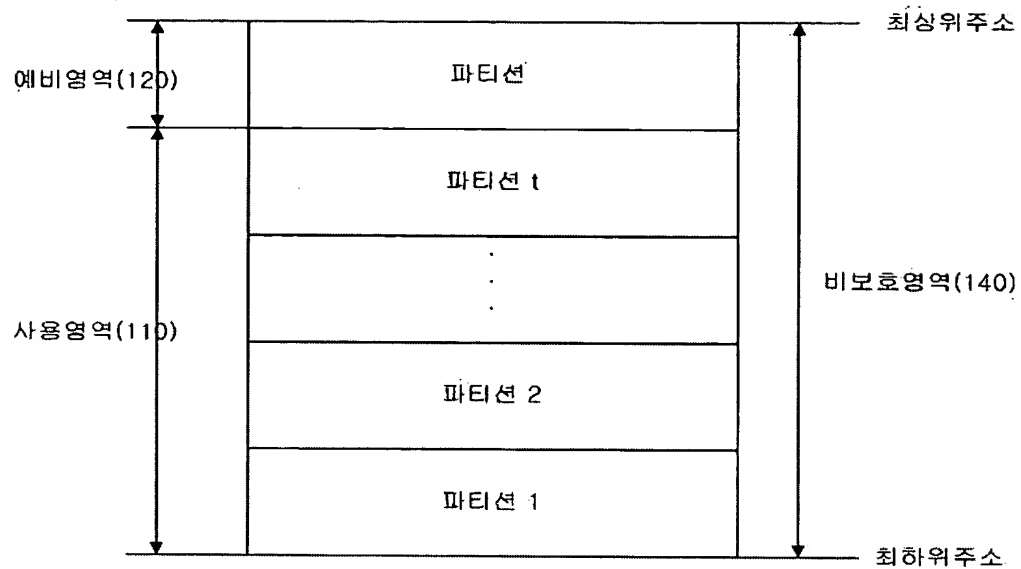 최상위주소
예비영역(120)
파티션
파티션 t
비보호영역(140)
사용영역(110)
파티션 2
파티션 1
최하위주소